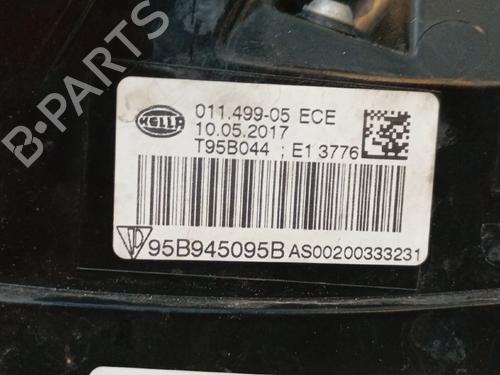 HELLA
011.499-05 ECE
10.05.2017
T95B044 ; E1 3776
95B945095B AS00200333231
B-PARTS